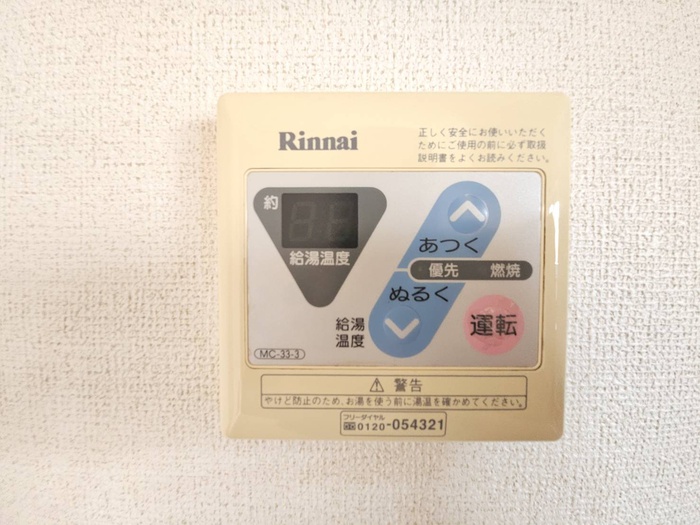 Rinnai
正しく安全にお使いいただく
ためにご使用の前に必ず取扱
説明書をよくお読みください。
約
給湯温度
あつく
優先 燃焼
ぬるく
給湯
温度
運転
MC-33-3
⚠ 警告
やけど防止のため、お湯を使う前に湯温を確かめてください。
フリーダイヤル
0120-054321